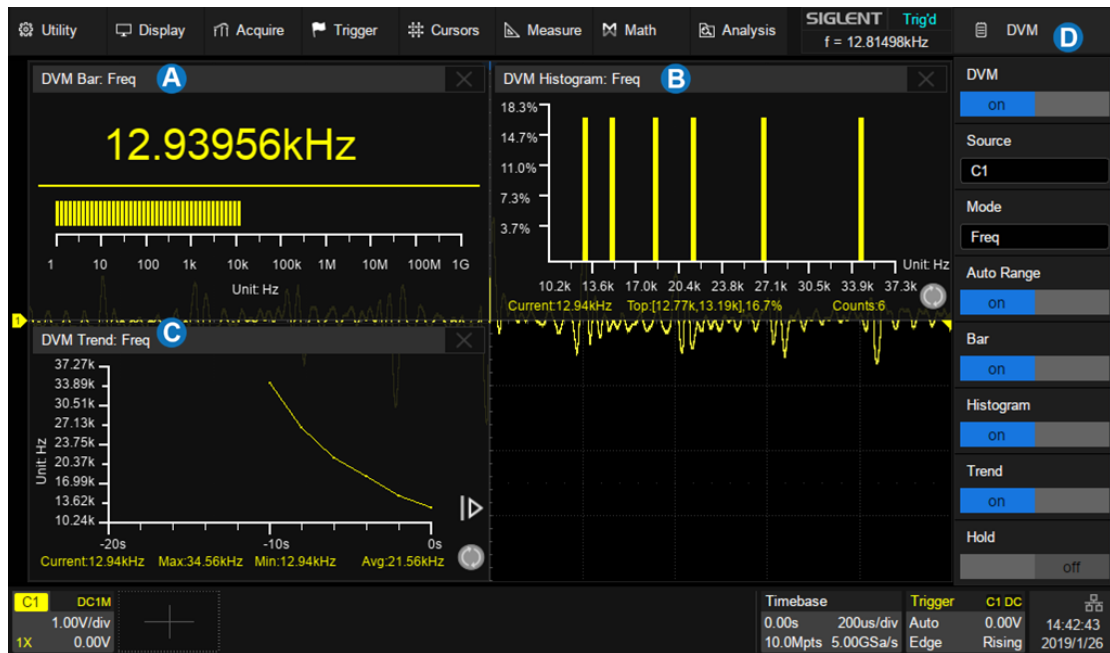 Utility Display Acquire Trigger Cursors Measure Math Analysis
SIGLENT Trig'd
f = 12.81498kHz
DVM D
DVM Bar: Freq A
12.93956kHz
1 10 100 1k 10k 100k 1M 10M 100M 1G
Unit: Hz
DVM Histogram: Freq B
18.3%
14.7%
11.0%
7.3%
3.7%
Unit: Hz
10.2k 13.6k 17.0k 20.4k 23.8k 27.1k 30.5k 33.9k 37.3k
Current:12.94kHz Top:[12.77k,13.19k],16.7% Counts:6
1
DVM Trend: Freq C
37.27k
33.89k
30.51k
27.13k
23.75k
20.37k
16.99k
13.62k
10.24k
Unit: Hz
-20s -10s 0s
Current:12.94kHz Max:34.56kHz Min:12.94kHz Avg:21.56kHz
DVM
on
Source
C1
Mode
Freq
Auto Range
on
Bar
on
Histogram
on
Trend
on
Hold
off
C1 DC1M
1.00V/div
1X 0.00V
Timebase
0.00s 200us/div
10.0Mpts 5.00GSa/s
Trigger C1 DC
Auto 0.00V
Edge Rising
14:42:43
2019/1/26